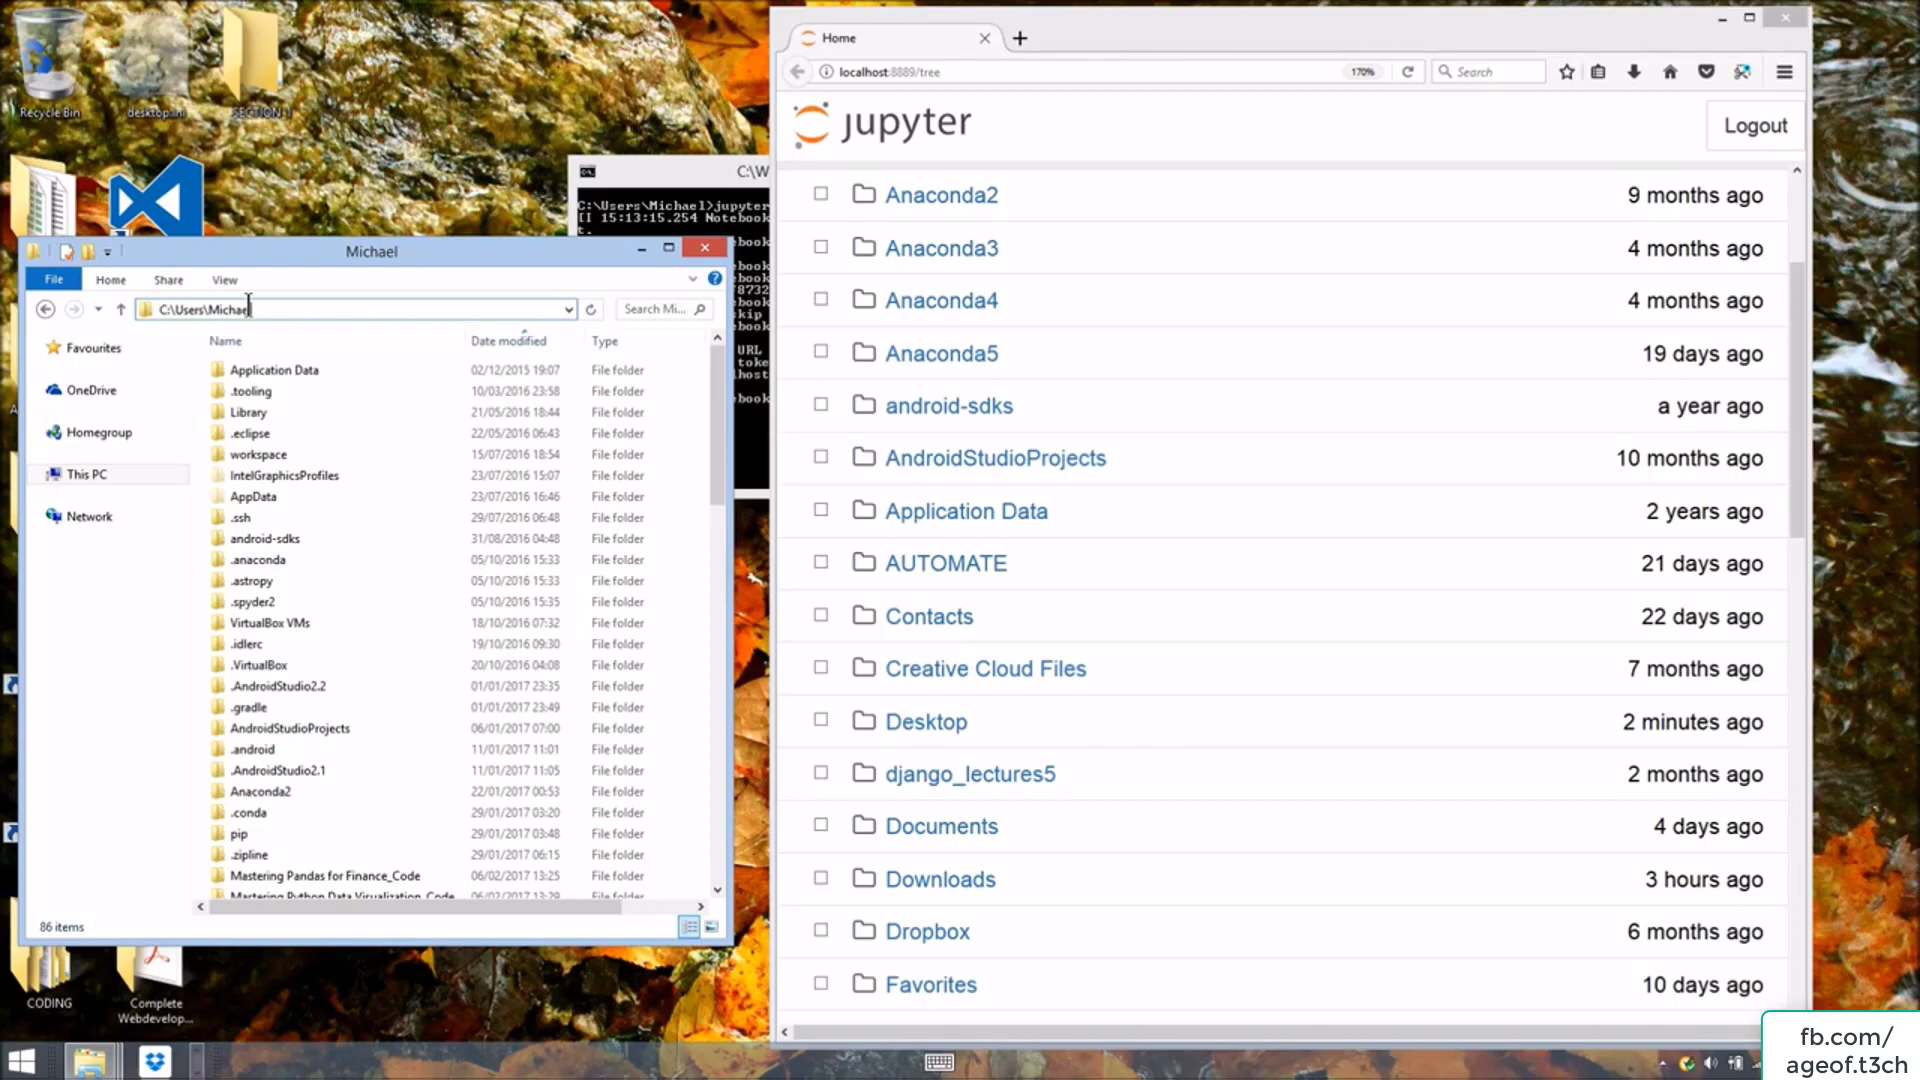 Recycle Bin
desktop.ini
SECTION 1
C:\W
C:\Users\Michael>jupyter
[I 15:13:15.254 Notebook
t.
Michael
File
Home
Share
View
C:\Users\Michael
Search Mi...
Name
Date modified
Type
Favourites
OneDrive
Homegroup
This PC
Network
Application Data 02/12/2015 19:07 File folder
.tooling 10/03/2016 23:58 File folder
Library 21/05/2016 18:44 File folder
.eclipse 22/05/2016 06:43 File folder
workspace 15/07/2016 18:54 File folder
IntelGraphicsProfiles 23/07/2016 15:07 File folder
AppData 23/07/2016 16:46 File folder
.ssh 29/07/2016 06:48 File folder
android-sdks 31/08/2016 04:48 File folder
.anaconda 05/10/2016 15:33 File folder
.astropy 05/10/2016 15:33 File folder
.spyder2 05/10/2016 15:35 File folder
VirtualBox VMs 18/10/2016 07:32 File folder
.idlerc 19/10/2016 09:30 File folder
.VirtualBox 20/10/2016 04:08 File folder
.AndroidStudio2.2 01/01/2017 23:35 File folder
.gradle 01/01/2017 23:49 File folder
AndroidStudioProjects 06/01/2017 07:00 File folder
.android 11/01/2017 11:01 File folder
.AndroidStudio2.1 11/01/2017 11:05 File folder
Anaconda2 22/01/2017 00:53 File folder
.conda 29/01/2017 03:20 File folder
pip 29/01/2017 03:48 File folder
.zipline 29/01/2017 06:15 File folder
Mastering Pandas for Finance_Code 06/02/2017 13:25 File folder
Mastering Python Data Visualization_Code 06/02/2017 13:29 File folder
86 items
CODING
Complete
Webdevelop...
Home
localhost:8889/tree
170%
Search
jupyter
Logout
Anaconda2 9 months ago
Anaconda3 4 months ago
Anaconda4 4 months ago
Anaconda5 19 days ago
android-sdks a year ago
AndroidStudioProjects 10 months ago
Application Data 2 years ago
AUTOMATE 21 days ago
Contacts 22 days ago
Creative Cloud Files 7 months ago
Desktop 2 minutes ago
django_lectures5 2 months ago
Documents 4 days ago
Downloads 3 hours ago
Dropbox 6 months ago
Favorites 10 days ago
fb.com/
ageof.t3ch